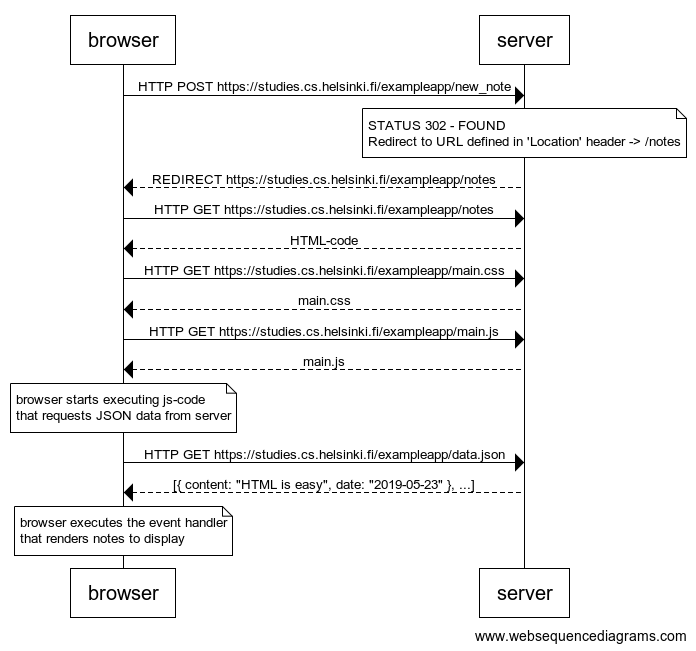 browser
server
HTTP POST https://studies.cs.helsinki.fi/exampleapp/new_note
STATUS 302 - FOUND
Redirect to URL defined in 'Location' header -> /notes
REDIRECT https://studies.cs.helsinki.fi/exampleapp/notes
HTTP GET https://studies.cs.helsinki.fi/exampleapp/notes
HTML-code
HTTP GET https://studies.cs.helsinki.fi/exampleapp/main.css
main.css
HTTP GET https://studies.cs.helsinki.fi/exampleapp/main.js
main.js
browser starts executing js-code
that requests JSON data from server
HTTP GET https://studies.cs.helsinki.fi/exampleapp/data.json
[{ content: "HTML is easy", date: "2019-05-23" }, ...]
browser executes the event handler
that renders notes to display
browser
server
www.websequencediagrams.com